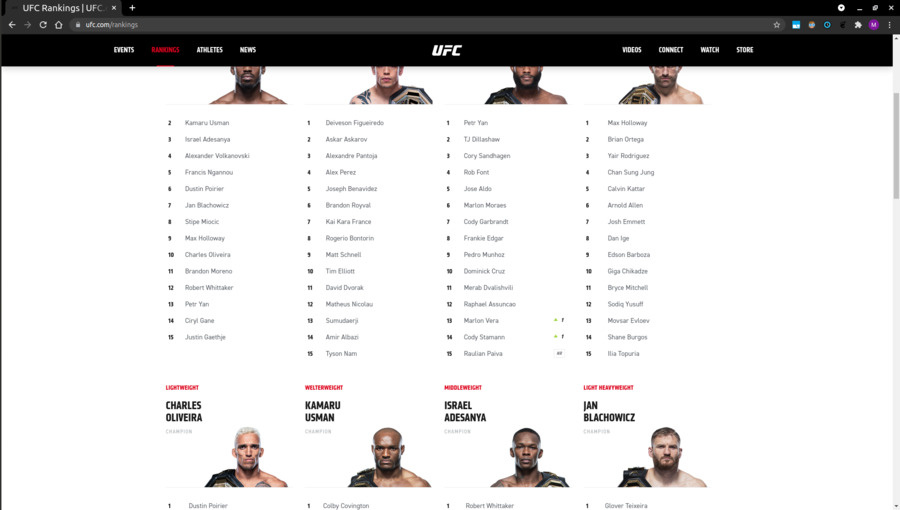 UFC Rankings | UFC.
ufc.com/rankings
M
EVENTS RANKINGS ATHLETES NEWS UFC VIDEOS CONNECT WATCH STORE
2 Kamaru Usman
3 Israel Adesanya
4 Alexander Volkanovski
5 Francis Ngannou
6 Dustin Poirier
7 Jan Blachowicz
8 Stipe Miocic
9 Max Holloway
10 Charles Oliveira
11 Brandon Moreno
12 Robert Whittaker
13 Petr Yan
14 Ciryl Gane
15 Justin Gaethje
1 Deiveson Figueiredo
2 Askar Askarov
3 Alexandre Pantoja
4 Alex Perez
5 Joseph Benavidez
6 Brandon Royval
7 Kai Kara France
8 Rogerio Bontorin
9 Matt Schnell
10 Tim Elliott
11 David Dvorak
12 Matheus Nicolau
13 Sumudaerji
14 Amir Albazi
15 Tyson Nam
1 Petr Yan
2 TJ Dillashaw
3 Cory Sandhagen
4 Rob Font
5 Jose Aldo
6 Marlon Moraes
7 Cody Garbrandt
8 Frankie Edgar
9 Pedro Munhoz
10 Dominick Cruz
11 Merab Dvalishvili
12 Raphael Assuncao
13 Marlon Vera 1
14 Cody Stamann 1
15 Raulian Paiva NR
1 Max Holloway
2 Brian Ortega
3 Yair Rodriguez
4 Chan Sung Jung
5 Calvin Kattar
6 Arnold Allen
7 Josh Emmett
8 Dan Ige
9 Edson Barboza
10 Giga Chikadze
11 Bryce Mitchell
12 Sodiq Yusuff
13 Movsar Evloev
14 Shane Burgos
15 Ilia Topuria
LIGHTWEIGHT
CHARLES
OLIVEIRA
CHAMPION
1 Dustin Poirier
WELTERWEIGHT
KAMARU
USMAN
CHAMPION
1 Colby Covington
MIDDLEWEIGHT
ISRAEL
ADESANYA
CHAMPION
1 Robert Whittaker
LIGHT HEAVYWEIGHT
JAN
BLACHOWICZ
CHAMPION
1 Glover Teixeira